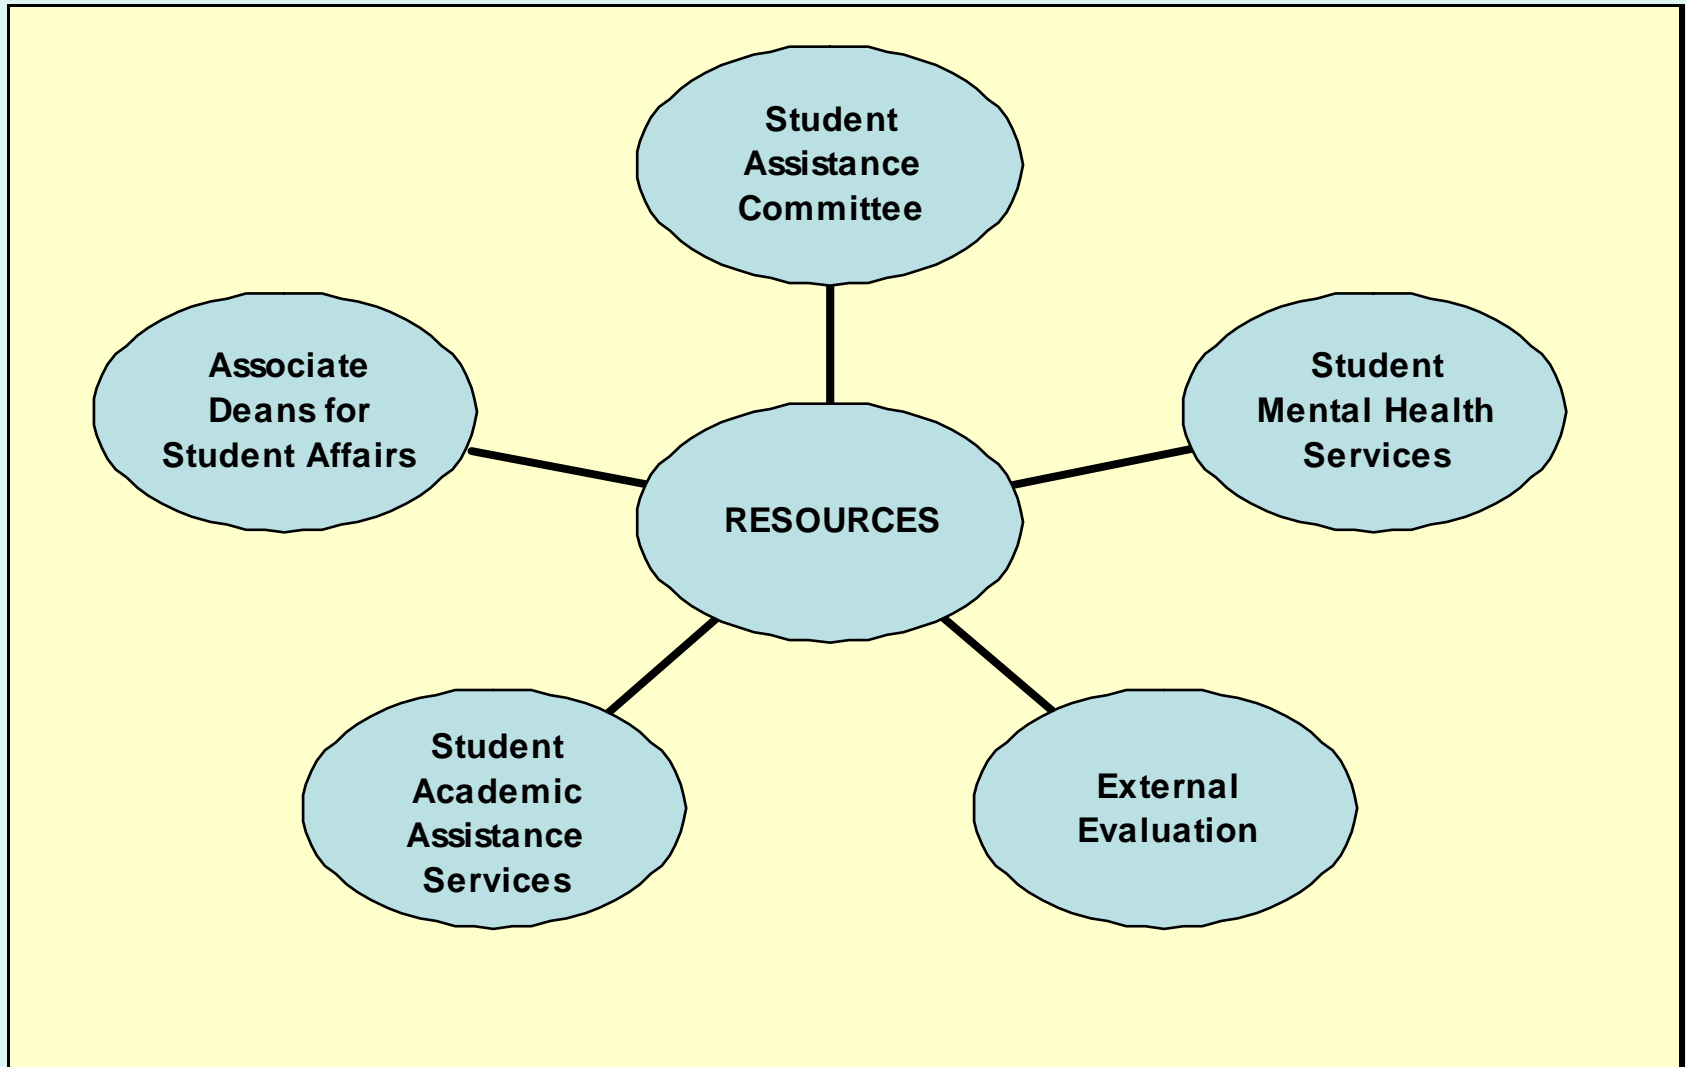 Student
Assistance
Committee
Associate
Deans for
Student Affairs
Student
Mental Health
Services
RESOURCES
Student
Academic
Assistance
Services
External
Evaluation